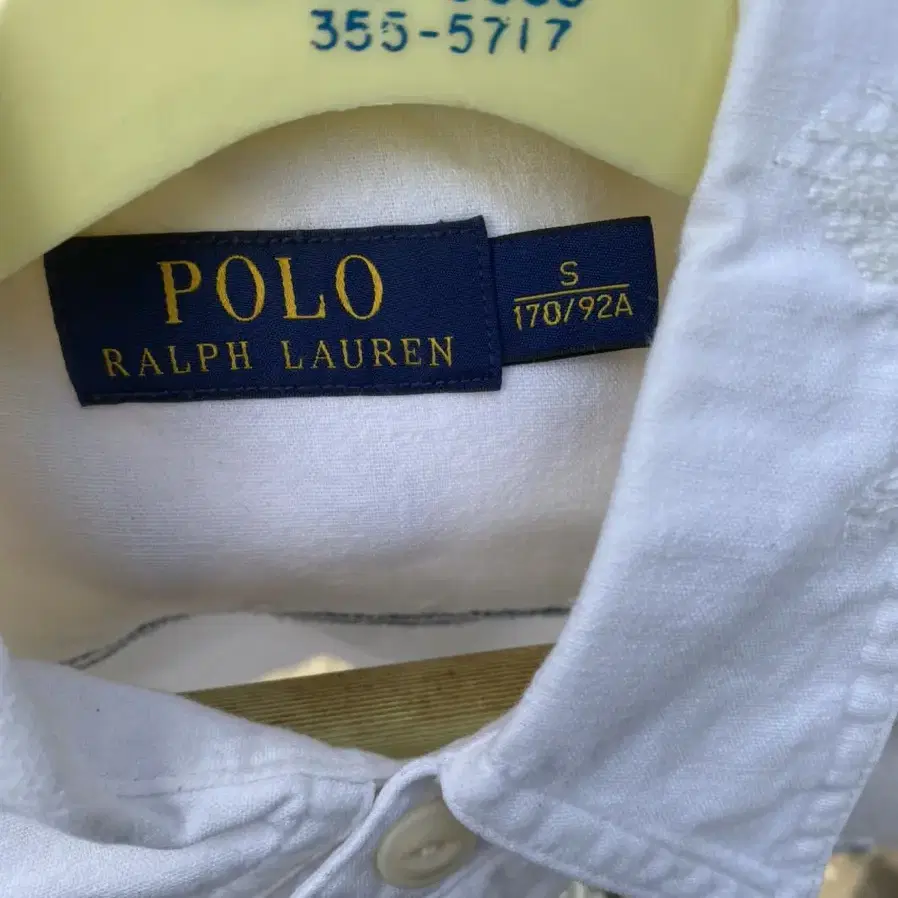 355-5717
POLO
RALPH LAUREN
S
170/92A